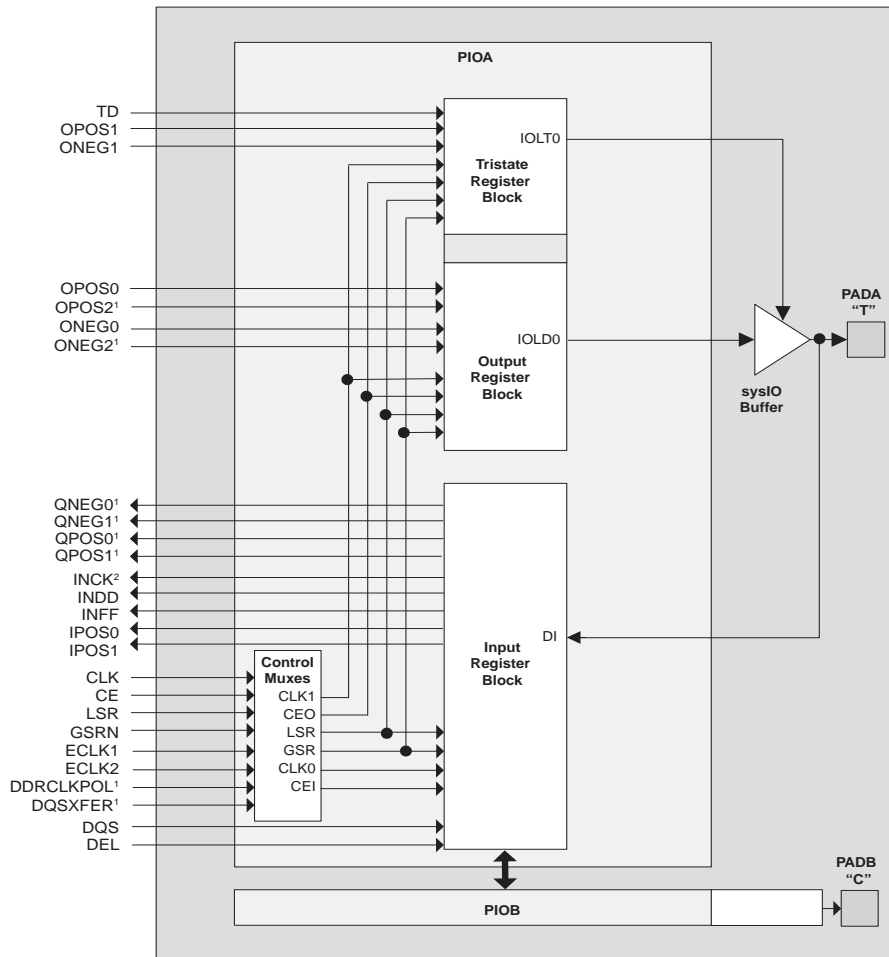 PIOA
TD
OPOS1
ONEG1
IOLT0
Tristate
Register
Block
OPOS0
OPOS2¹
ONEG0
ONEG2¹
IOLD0
Output
Register
Block
PADA
“T”
sysIO
Buffer
QNEG0¹
QNEG1¹
QPOS0¹
QPOS1¹
INCK²
INDD
INFF
IPOS0
IPOS1
DI
Input
Register
Block
CLK
CE
LSR
GSRN
ECLK1
ECLK2
DDRCLKPOL¹
DQSXFER¹
DQS
DEL
Control
Muxes
CLK1
CEO
LSR
GSR
CLK0
CEI
PADB
“C”
PIOB